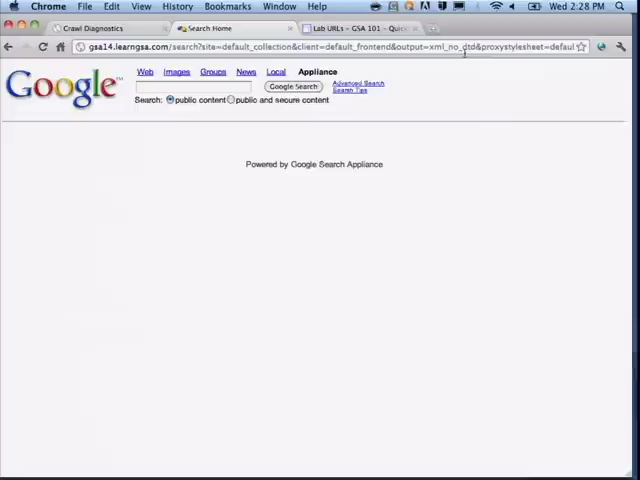 Chrome File Edit View History Bookmarks Window Help Wed 2:28 PM
Crawl Diagnostics Search Home Lab URLs - GSA 101 - Quick
gsa14.learngsa.com/search?site=default_collection&client=default_frontend&output=xml_no_dtd&proxystylesheet=defaul
Google™
Web Images Groups News Local Appliance
Google Search Advanced Search
Search Tips
Search: public content public and secure content
Powered by Google Search Appliance